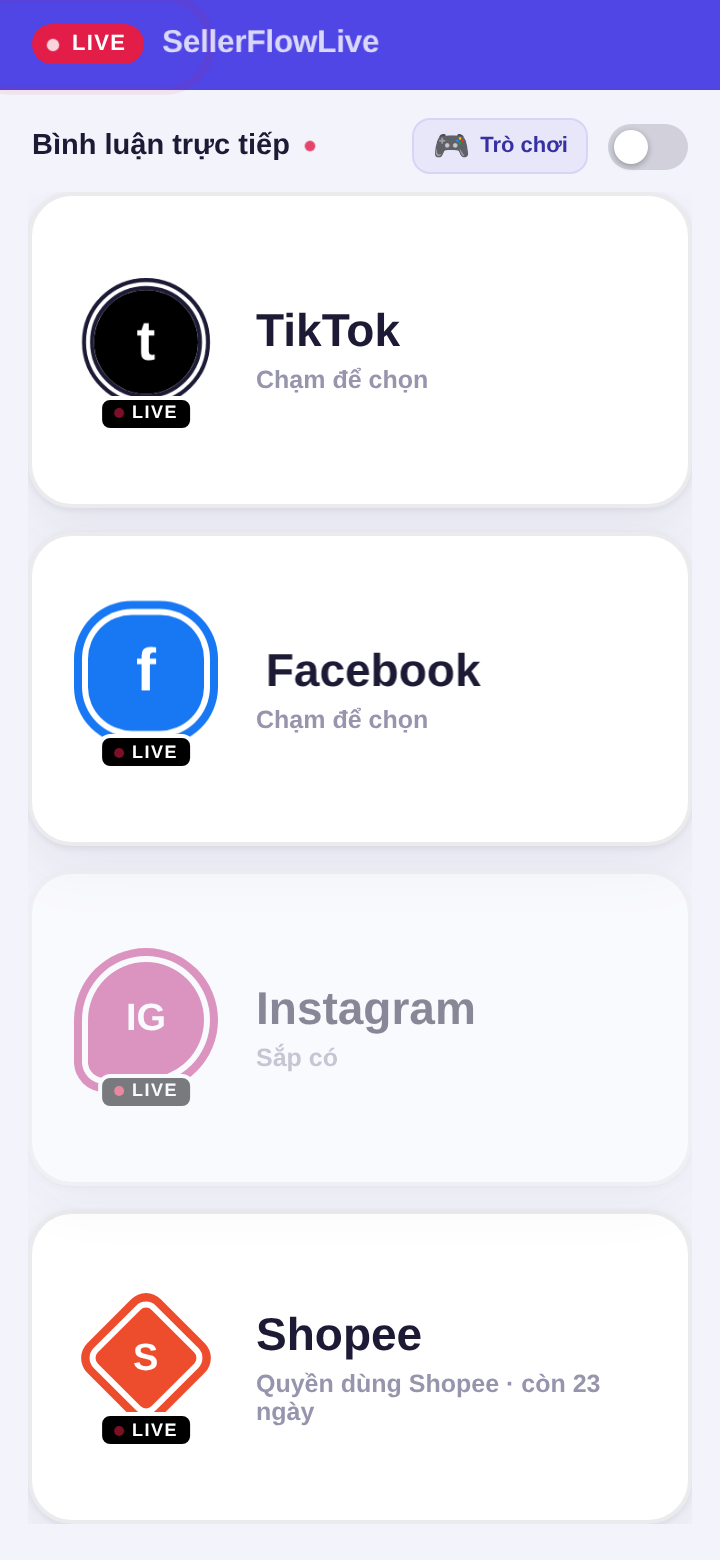 LIVE SellerFlowLive
Bình luận trực tiếp
Trò chơi
t
LIVE
TikTok
Chạm để chọn
f
LIVE
Facebook
Chạm để chọn
IG
LIVE
Instagram
Sắp có
S
LIVE
Shopee
Quyền dùng Shopee · còn 23
ngày